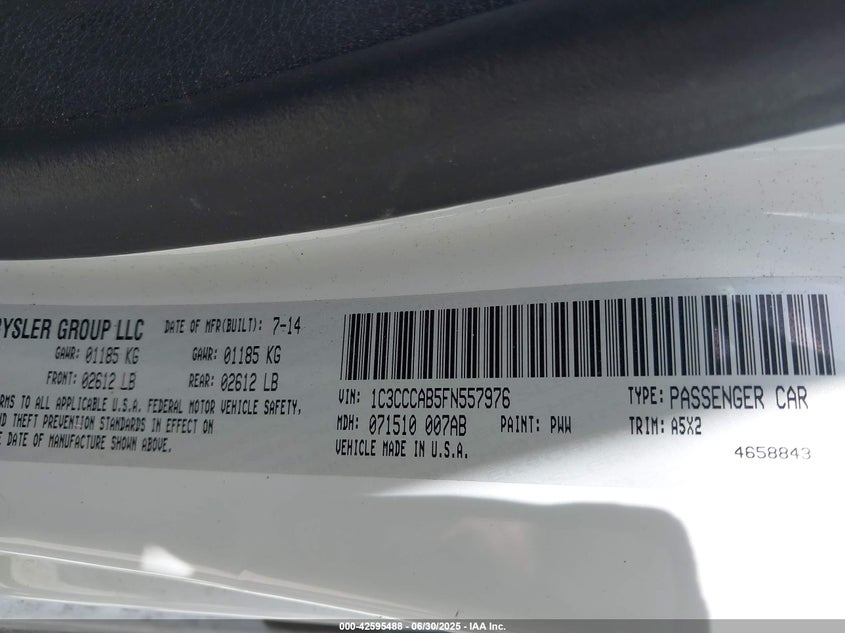 RYSLER GROUP LLC DATE OF MFR(BUILT): 7-14
GAWR: 01185 KG GAWR: 01185 KG
FRONT: 02612 LB REAR: 02612 LB
RMS TO ALL APPLICABLE U.S.A. FEDERAL MOTOR VEHICLE SAFETY,
D THEFT PREVENTION STANDARDS IN EFFECT ON
E DATE OF MANUFACTURE SHOWN ABOVE.
VIN: 1C3CCCAB5FN557976 TYPE: PASSENGER CAR
MDH: 071510 007AB PAINT: PWW TRIM: A5X2
VEHICLE MADE IN U.S.A.
4658843
000-42595488 - 06/30/2025 - IAA Inc.